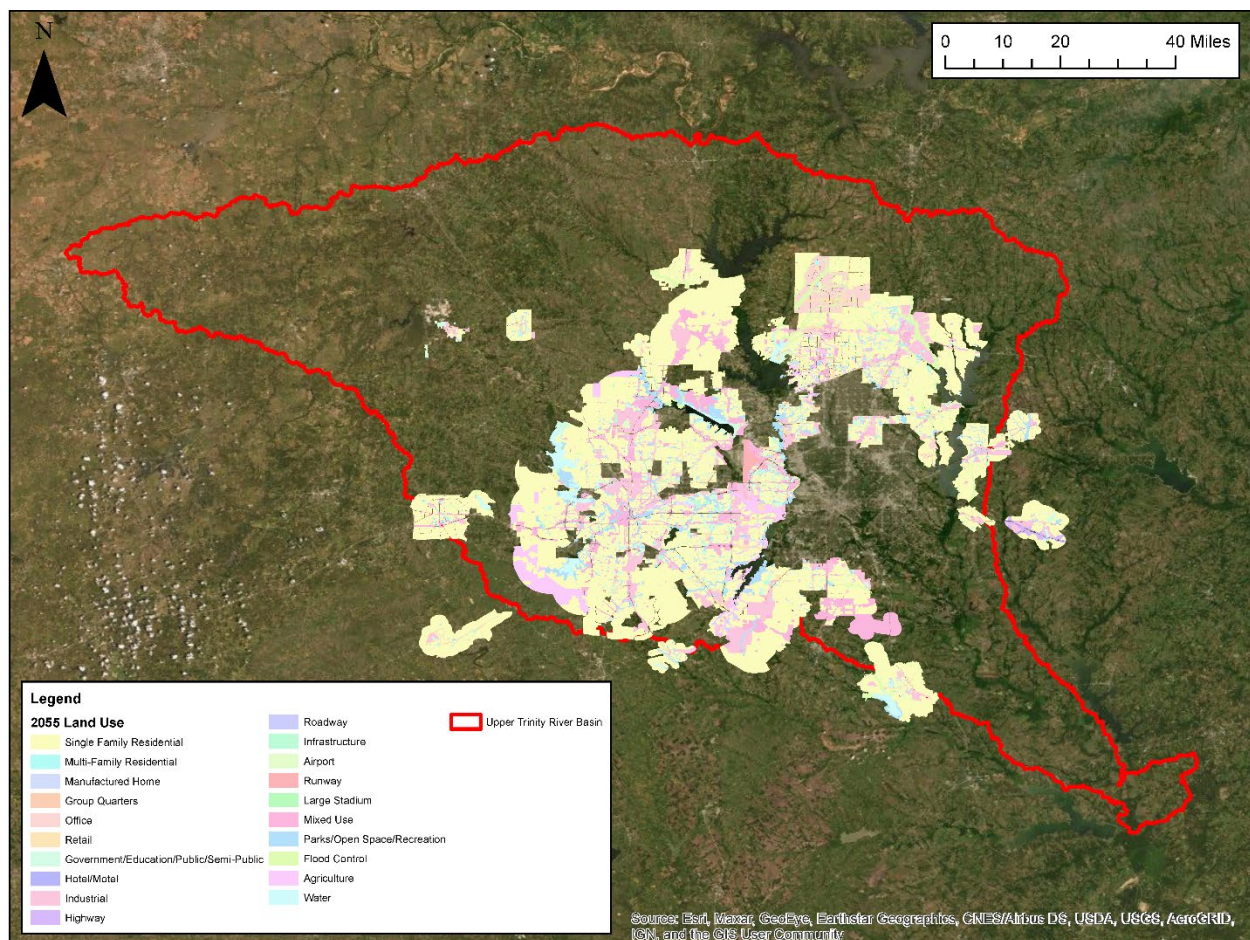 N
0 10 20 40 Miles
Legend
2055 Land Use
Single Family Residential
Multi-Family Residential
Manufactured Home
Group Quarters
Office
Retail
Government/Education/Public/Semi-Public
Hotel/Motel
Industrial
Highway
Roadway
Infrastructure
Airport
Runway
Large Stadium
Mixed Use
Parks/Open Space/Recreation
Flood Control
Agriculture
Water
Upper Trinity River Basin
Source: Esri, Maxar, GeoEye, Earthstar Geographics, CNES/Airbus DS, USDA, USGS, AeroGRID,
IGN, and the GIS User Community